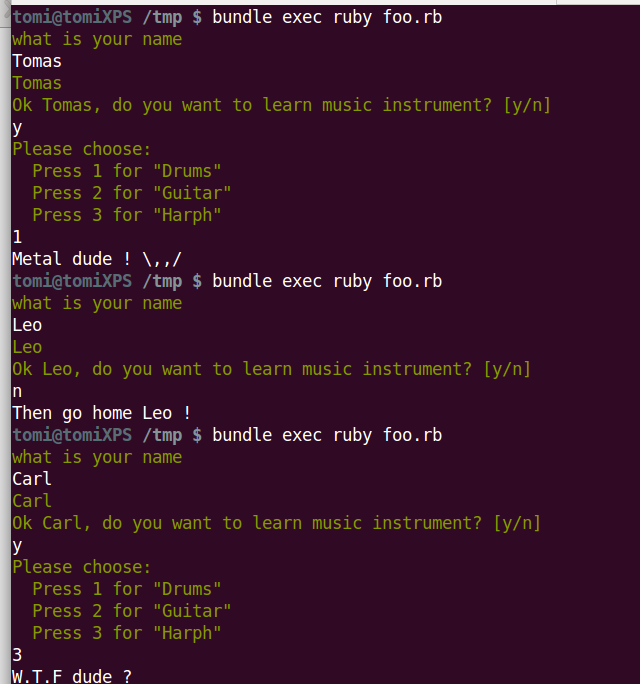 tomi@tomiXPS /tmp $ bundle exec ruby foo.rb
what is your name
Tomas
Tomas
Ok Tomas, do you want to learn music instrument? [y/n]
y
Please choose:
  Press 1 for "Drums"
  Press 2 for "Guitar"
  Press 3 for "Harph"
1
Metal dude ! \,,/
tomi@tomiXPS /tmp $ bundle exec ruby foo.rb
what is your name
Leo
Leo
Ok Leo, do you want to learn music instrument? [y/n]
n
Then go home Leo !
tomi@tomiXPS /tmp $ bundle exec ruby foo.rb
what is your name
Carl
Carl
Ok Carl, do you want to learn music instrument? [y/n]
y
Please choose:
  Press 1 for "Drums"
  Press 2 for "Guitar"
  Press 3 for "Harph"
3
W.T.F dude ?